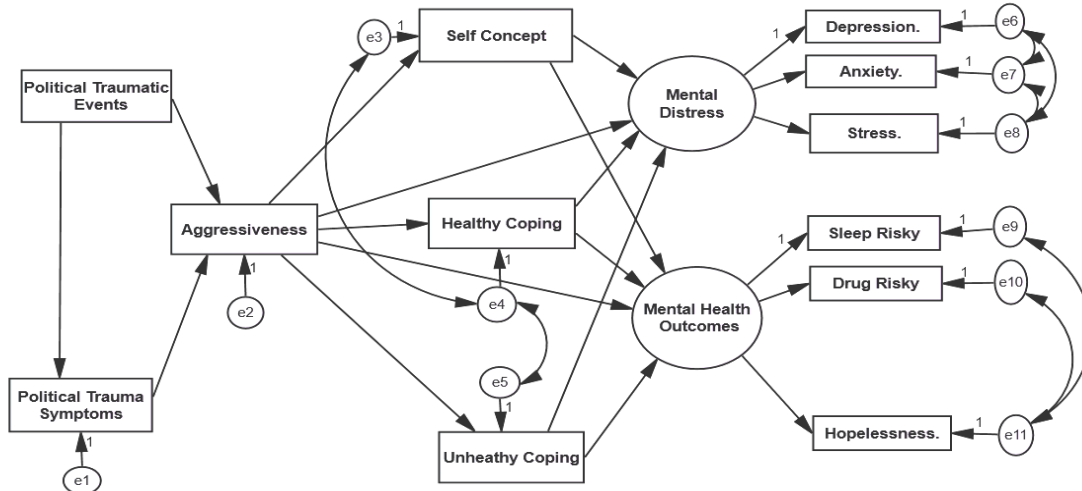 Political Traumatic
Events
Political Trauma
Symptoms
1
e1
Aggressiveness
1
e2
e3
1
Self Concept
Healthy Coping
1
e4
e5
1
Unheathy Coping
Mental
Distress
Mental Health
Outcomes
1
Depression.
1
e6
Anxiety.
1
e7
Stress.
1
e8
1
Sleep Risky
1
e9
Drug Risky
1
e10
Hopelessness.
1
e11